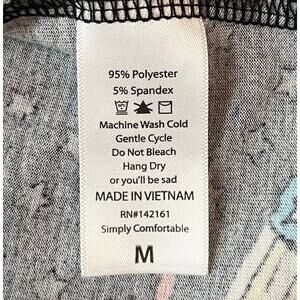 95% Polyester
5% Spandex
Machine Wash Cold
Gentle Cycle
Do Not Bleach
Hang Dry
or you'll be sad
MADE IN VIETNAM
RN#142161
Simply Comfortable
M